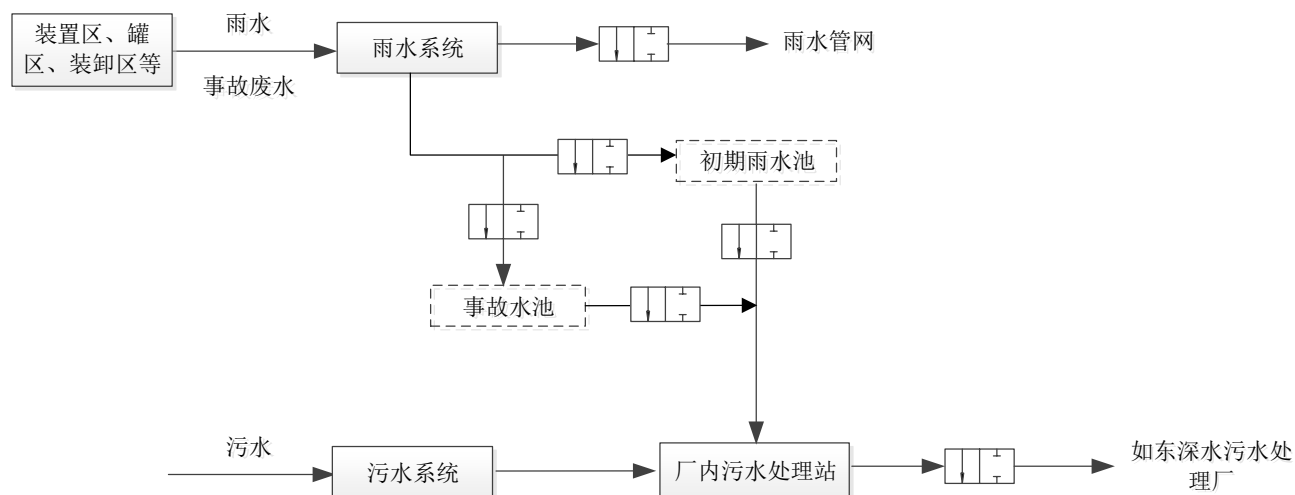 装置区、罐
区、装卸区等
雨水
事故废水
雨水系统
雨水管网
初期雨水池
事故水池
污水
污水系统
厂内污水处理站
如东深水污水处
理厂